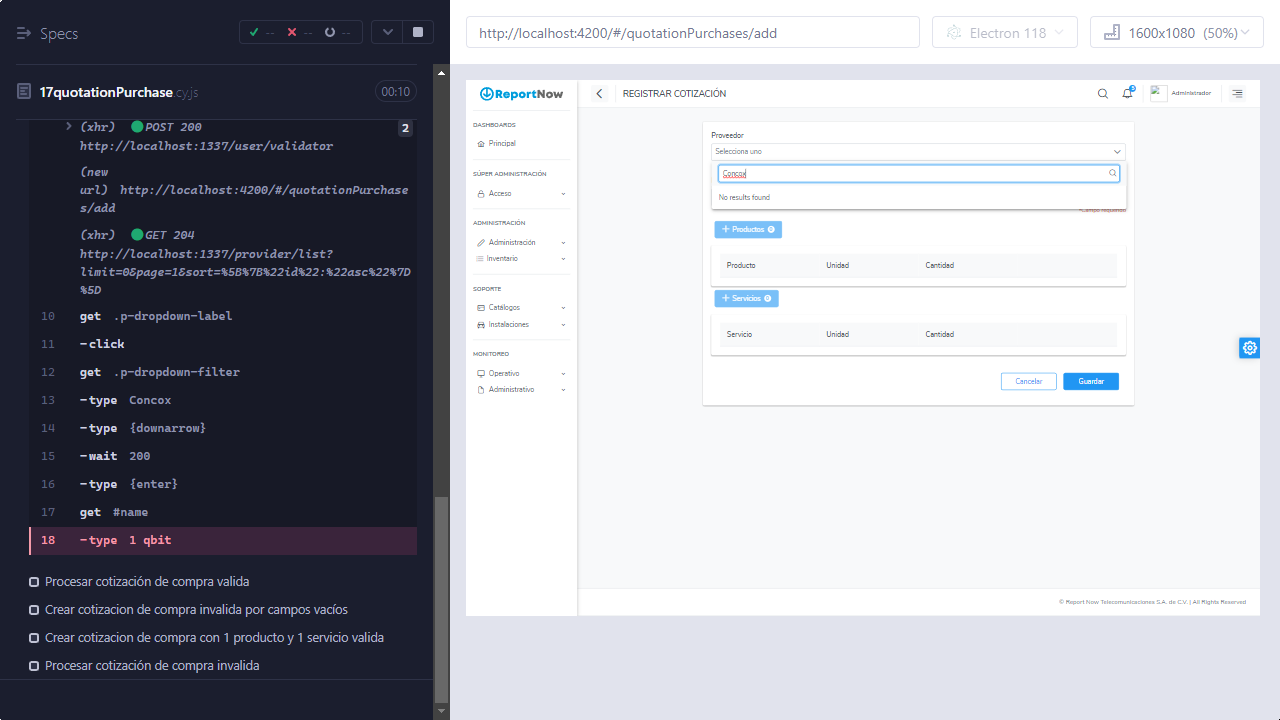 Specs
-- -- --
17quotationPurchase.cy.js 00:10
(xhr) POST 200 2
http://localhost:1337/user/validator
(new
url) http://localhost:4200/#/quotationPurchase
s/add
(xhr) GET 204
http://localhost:1337/provider/list?
limit=0&page=1&sort=%5B%7B%22id%22:%22asc%22%7D
%5D
10 get .p-dropdown-label
11 -click
12 get .p-dropdown-filter
13 -type Concox
14 -type {downarrow}
15 -wait 200
16 -type {enter}
17 get #name
18 -type 1 qbit
Procesar cotización de compra valida
Crear cotizacion de compra invalida por campos vacíos
Crear cotizacion de compra con 1 producto y 1 servicio valida
Procesar cotización de compra invalida
http://localhost:4200/#/quotationPurchases/add
Electron 118
1600x1080 (50%)
ReportNow
DASHBOARDS
Principal
SÚPER ADMINISTRACIÓN
Acceso
ADMINISTRACIÓN
Administración
Inventario
SOPORTE
Catálogos
Instalaciones
MONITOREO
Operativo
Administrativo
REGISTRAR COTIZACIÓN
Administrador
Proveedor
Selecciona uno
Concox
No results found
*Campo requerido
Productos 0
Producto Unidad Cantidad
Servicios 0
Servicio Unidad Cantidad
Cancelar Guardar
© Report Now Telecomunicaciones S.A. de C.V. | All Rights Reserved